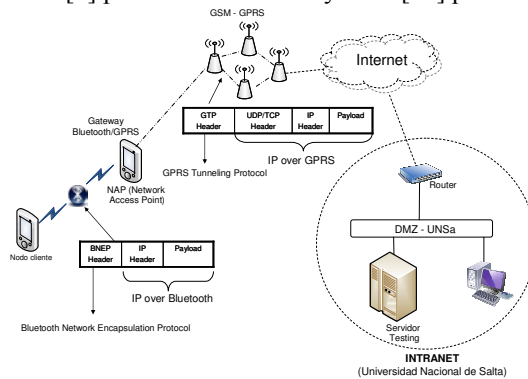 GSM - GPRS
Internet
Gateway
Bluetooth/GPRS
GTP
Header
UDP/TCP
Header
IP
Header
Payload
IP over GPRS
GPRS Tunneling Protocol
NAP (Network
Access Point)
Router
DMZ - UNSa
Nodo cliente
BNEP
Header
IP
Header
Payload
IP over Bluetooth
Bluetooth Network Encapsulation Protocol
Servidor
Testing
INTRANET
(Universidad Nacional de Salta)